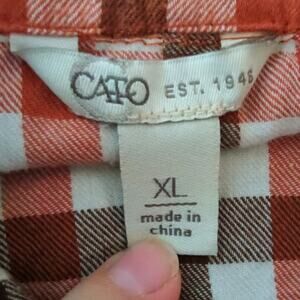 CATO EST. 1946
XL
made in
china